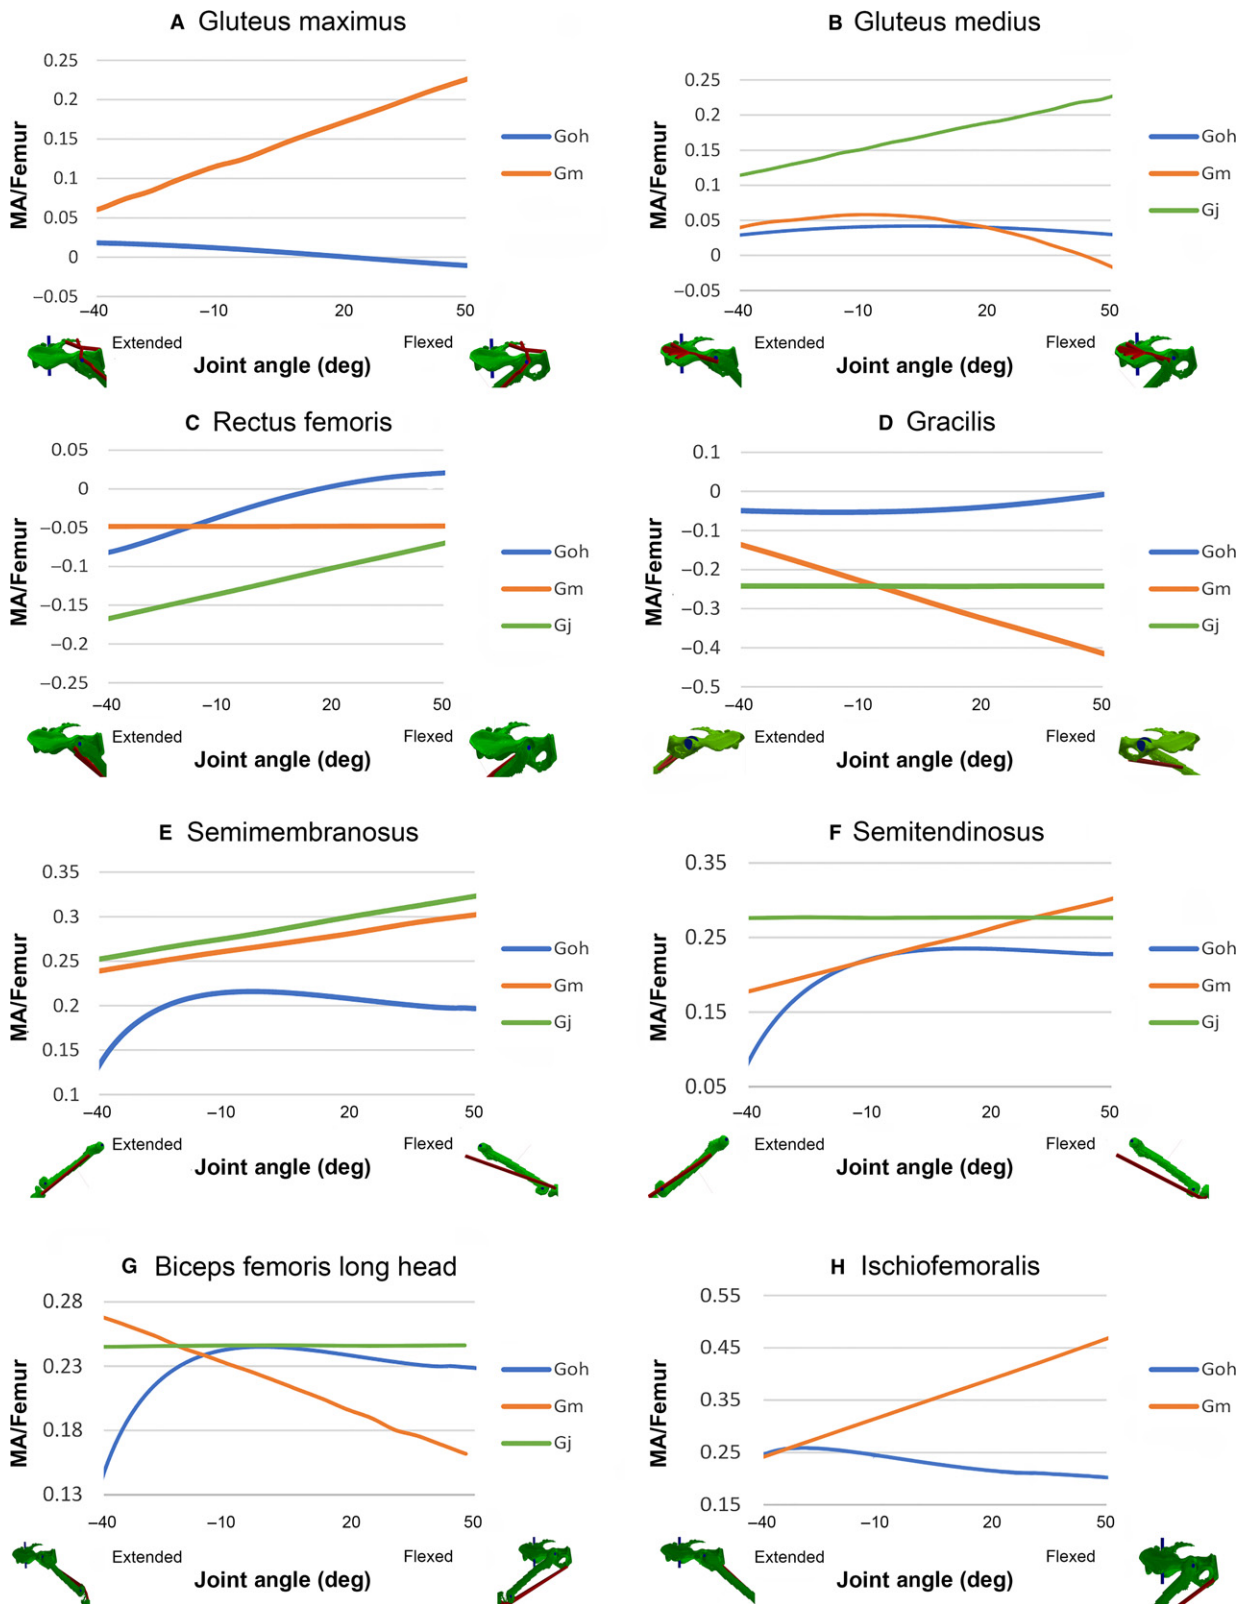 A Gluteus maximus
MA/Femur
0.25
0.2
0.15
0.1
0.05
0
−0.05
−40
−10
20
50
Extended
Flexed
Joint angle (deg)
Goh
Gm
B Gluteus medius
MA/Femur
0.25
0.2
0.15
0.1
0.05
0
−0.05
−40
−10
20
50
Extended
Flexed
Joint angle (deg)
Goh
Gm
Gj
C Rectus femoris
MA/Femur
0.05
0
−0.05
−0.1
−0.15
−0.2
−0.25
−40
−10
20
50
Extended
Flexed
Joint angle (deg)
Goh
Gm
Gj
D Gracilis
MA/Femur
0.1
0
−0.1
−0.2
−0.3
−0.4
−0.5
−40
−10
20
50
Extended
Flexed
Joint angle (deg)
Goh
Gm
Gj
E Semimembranosus
MA/Femur
0.35
0.3
0.25
0.2
0.15
0.1
−40
−10
20
50
Extended
Flexed
Joint angle (deg)
Goh
Gm
Gj
F Semitendinosus
MA/Femur
0.35
0.25
0.15
0.05
−40
−10
20
50
Extended
Flexed
Joint angle (deg)
Goh
Gm
Gj
G Biceps femoris long head
MA/Femur
0.28
0.23
0.18
0.13
−40
−10
20
50
Extended
Flexed
Joint angle (deg)
Goh
Gm
Gj
H Ischiofemoralis
MA/Femur
0.55
0.45
0.35
0.25
0.15
−40
−10
20
50
Extended
Flexed
Joint angle (deg)
Goh
Gm